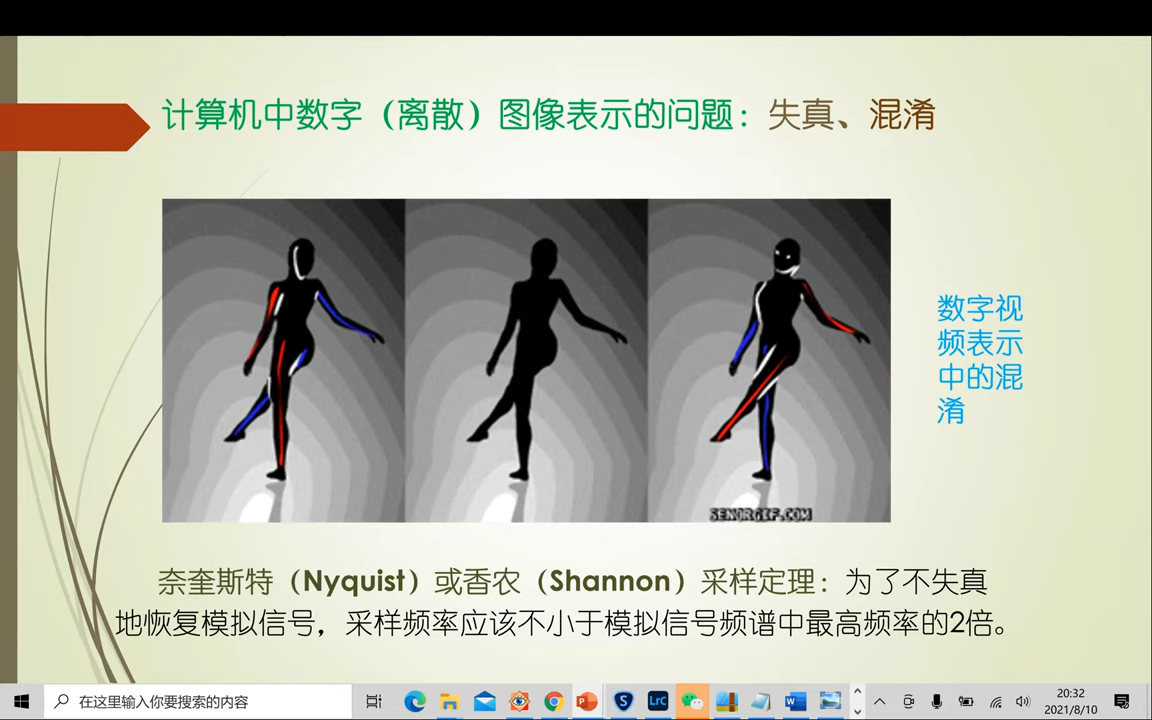 计算机中数字（离散）图像表示的问题：失真、混淆
数字视
频表示
中的混
淆
SENORGIF.COM
奈奎斯特（Nyquist）或香农（Shannon）采样定理：为了不失真
地恢复模拟信号，采样频率应该不小于模拟信号频谱中最高频率的2倍。
在这里输入你要搜索的内容
LrC
20:32
2021/8/10